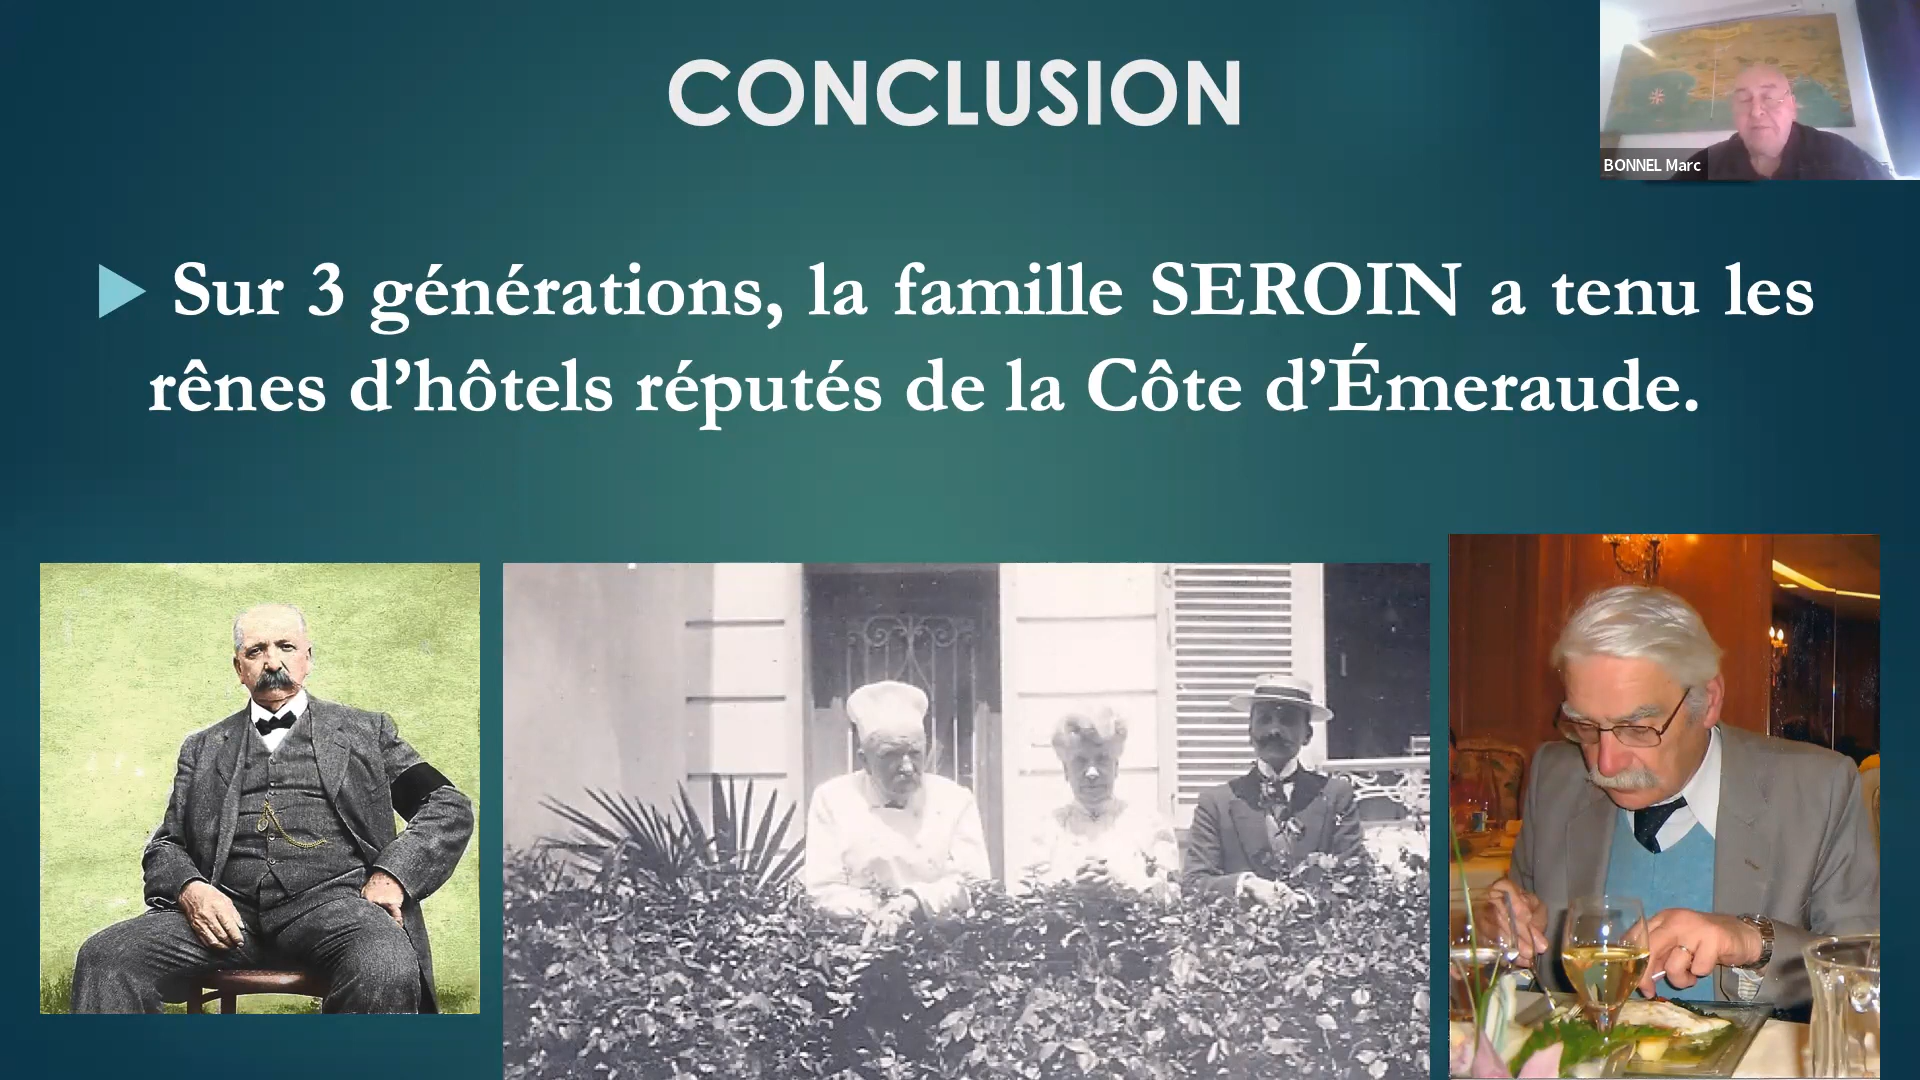 CONCLUSION
BONNEL Marc
Sur 3 générations, la famille SEROIN a tenu les
rênes d’hôtels réputés de la Côte d’Émeraude.